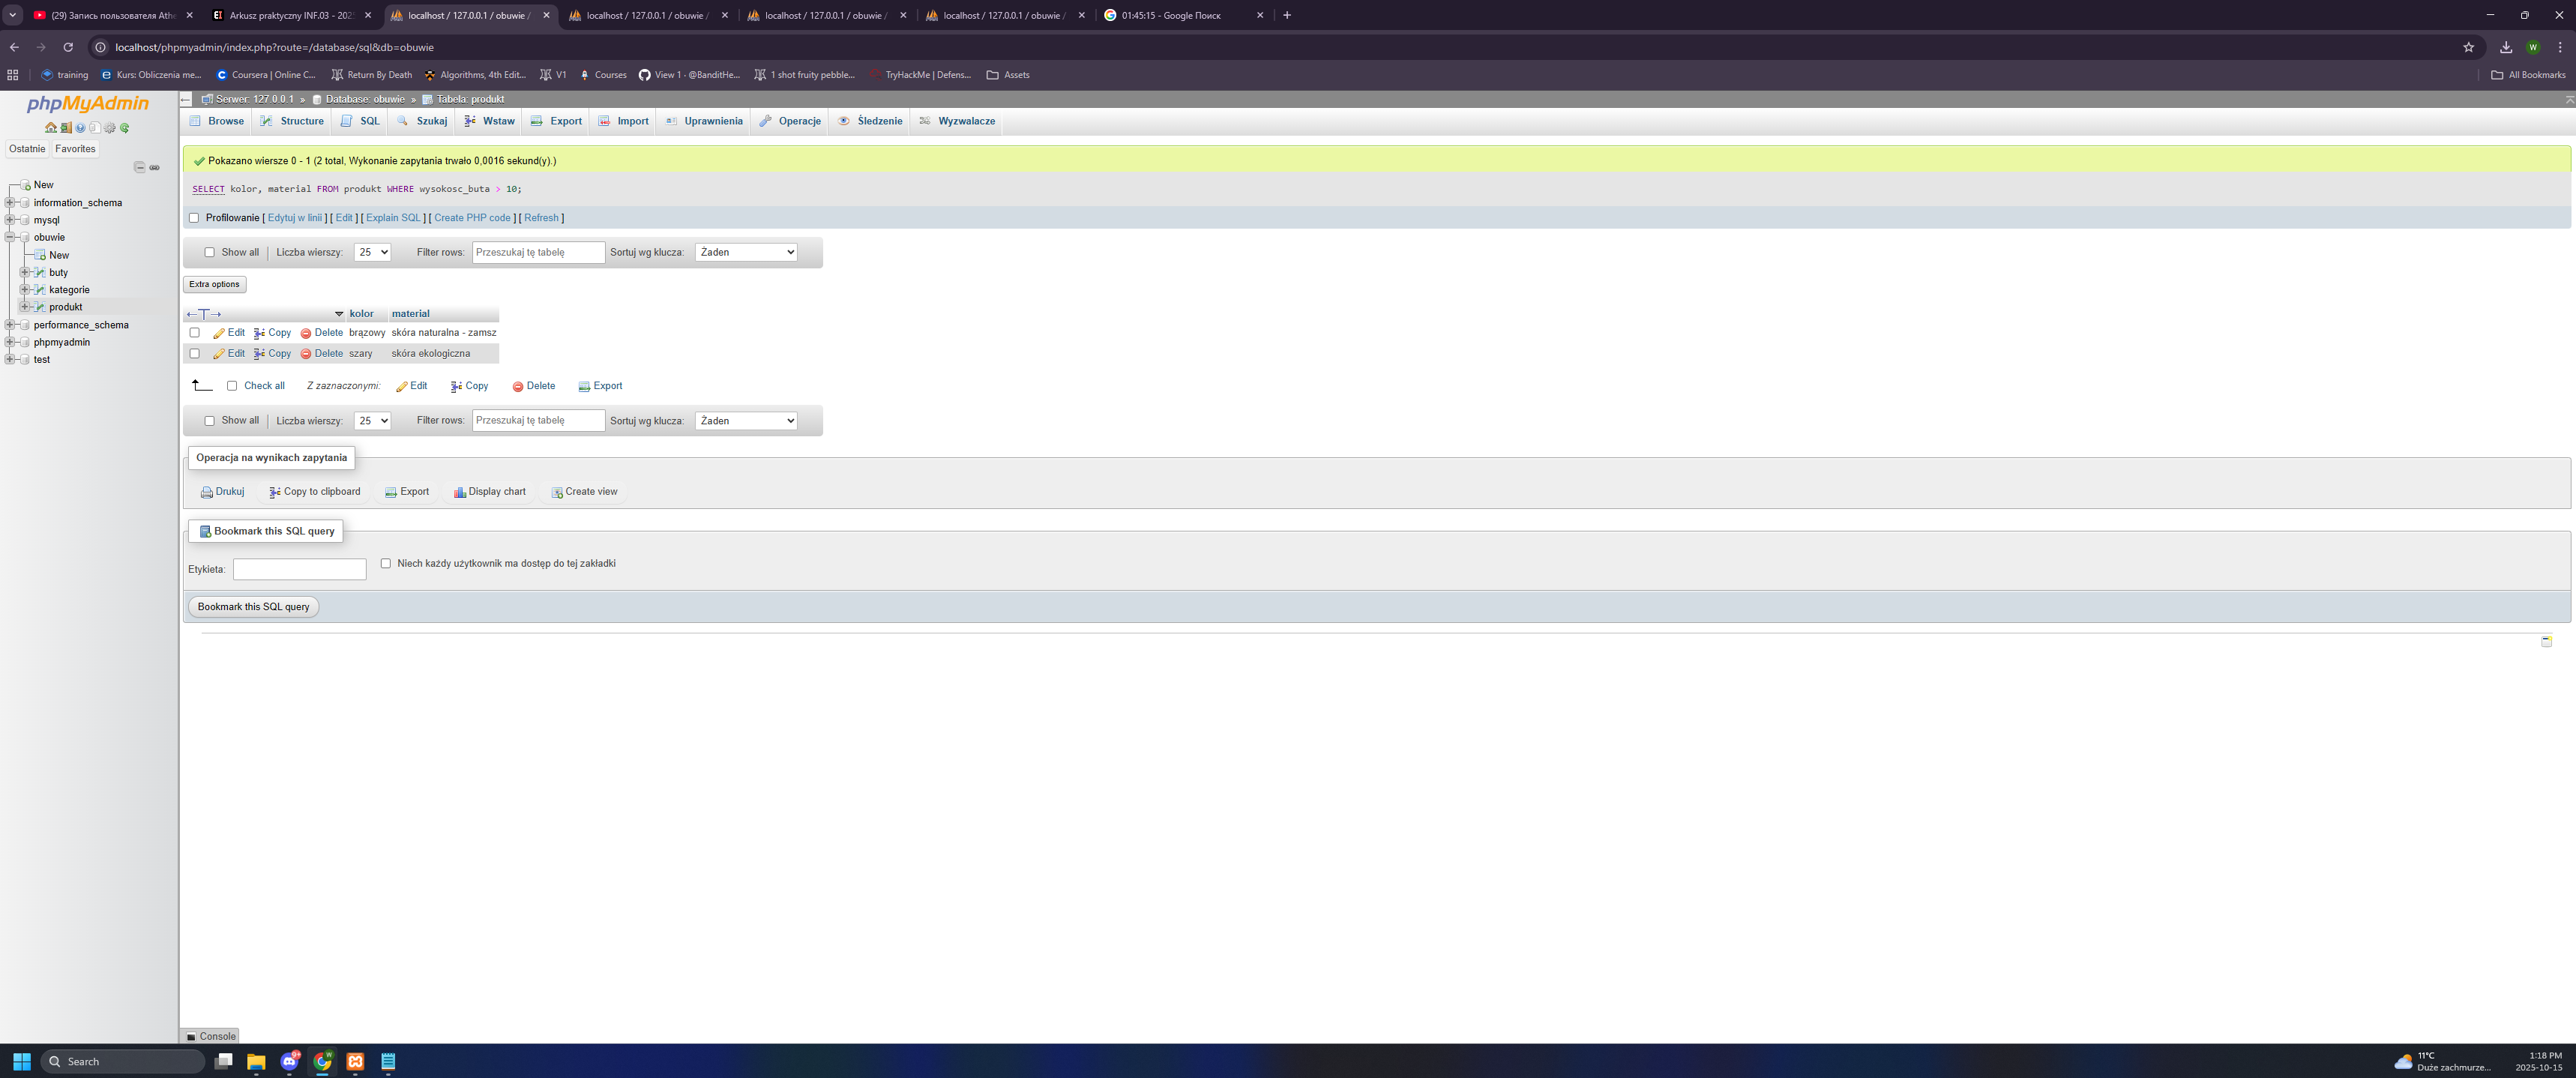 (29) Запись пользователя Athe
Arkusz praktyczny INF.03 - 2025
localhost / 127.0.0.1 / obuwie /
localhost / 127.0.0.1 / obuwie /
localhost / 127.0.0.1 / obuwie /
localhost / 127.0.0.1 / obuwie /
01:45:15 - Google Поиск
localhost/phpmyadmin/index.php?route=/database/sql&db=obuwie
training
Kurs: Obliczenia me...
Coursera | Online C...
Return By Death
Algorithms, 4th Edit...
V1
Courses
View 1 - @BanditHe...
1 shot fruity pebble...
TryHackMe | Defens...
Assets
All Bookmarks
phpMyAdmin
Ostatnie Favorites
New
information_schema
mysql
obuwie
New
buty
kategorie
produkt
performance_schema
phpmyadmin
test
Serwer: 127.0.0.1 » Database: obuwie » Tabela: produkt
Browse Structure SQL Szukaj Wstaw Export Import Uprawnienia Operacje Śledzenie Wyzwalacze
Pokazano wiersze 0 - 1 (2 total, Wykonanie zapytania trwało 0,0016 sekund(y).)
SELECT kolor, material FROM produkt WHERE wysokosc_buta > 10;
Profilowanie [ Edytuj w linii ] [ Edit ] [ Explain SQL ] [ Create PHP code ] [ Refresh ]
Show all Liczba wierszy: 25 Filter rows: Przeszukaj tę tabelę Sortuj wg klucza: Żaden
Extra options
kolor material
Edit Copy Delete brązowy skóra naturalna - zamsz
Edit Copy Delete szary skóra ekologiczna
Check all Z zaznaczonymi: Edit Copy Delete Export
Show all Liczba wierszy: 25 Filter rows: Przeszukaj tę tabelę Sortuj wg klucza: Żaden
Operacja na wynikach zapytania
Drukuj Copy to clipboard Export Display chart Create view
Bookmark this SQL query
Etykieta: Niech każdy użytkownik ma dostęp do tej zakładki
Bookmark this SQL query
Console
Search
11°C
Duże zachmurze...
1:18 PM
2025-10-15